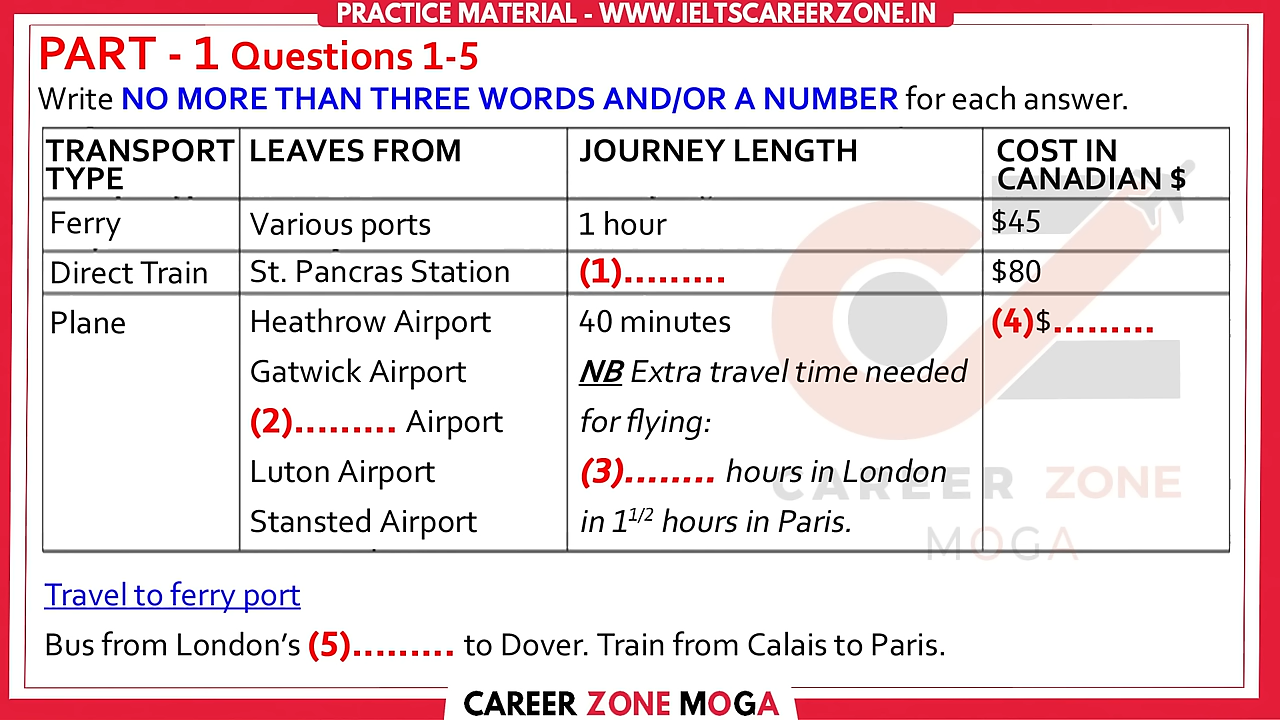 PRACTICE MATERIAL - WWW.IELTSCAREERZONE.IN
PART - 1 Questions 1-5
Write NO MORE THAN THREE WORDS AND/OR A NUMBER for each answer.
TRANSPORT TYPE LEAVES FROM JOURNEY LENGTH COST IN CANADIAN $
Ferry Various ports 1 hour $45
Direct Train St. Pancras Station (1)......... $80
Plane Heathrow Airport 40 minutes (4)$.........
Gatwick Airport NB Extra travel time needed
(2)......... Airport for flying:
Luton Airport (3)........ hours in London
Stansted Airport in 1 1/2 hours in Paris.
CAREER ZONE
MOGA
Travel to ferry port
Bus from London's (5)......... to Dover. Train from Calais to Paris.
CAREER ZONE MOGA